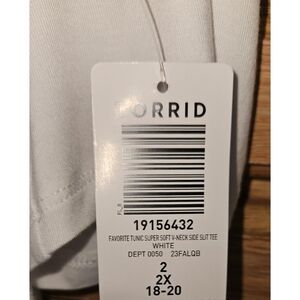 TORRID
19156432
FAVORITE TUNIC SUPER SOFT V-NECK SIDE SLIT TEE
WHITE
DEPT 0050 23FALQB
2
2X
18-20